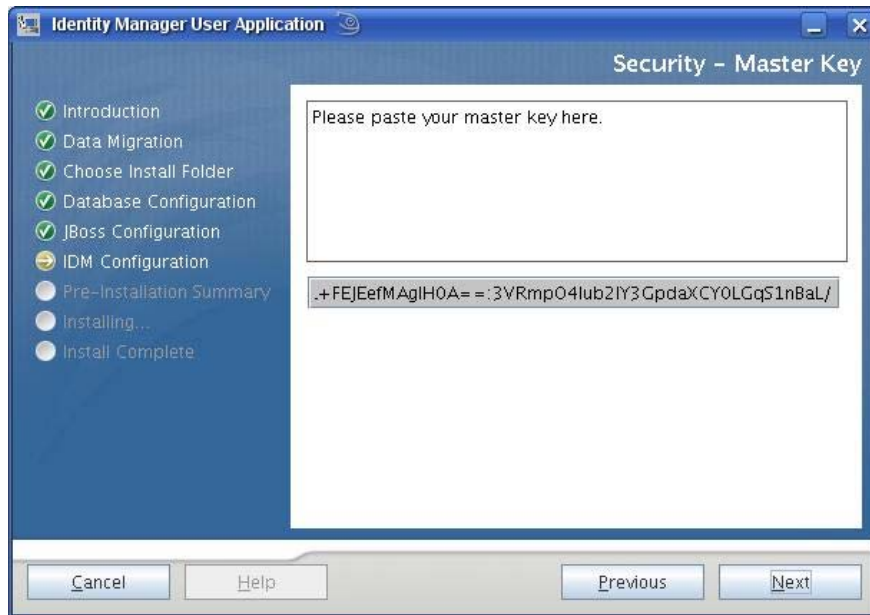 Identity Manager User Application
Security - Master Key
Introduction
Data Migration
Choose Install Folder
Database Configuration
JBoss Configuration
IDM Configuration
Pre-Installation Summary
Installing...
Install Complete
Please paste your master key here.
.+FEJEefMAglH0A==:3VRmpO4lub2lY3GpdaXCY0LGqS1nBaL/
Cancel
Help
Previous
Next